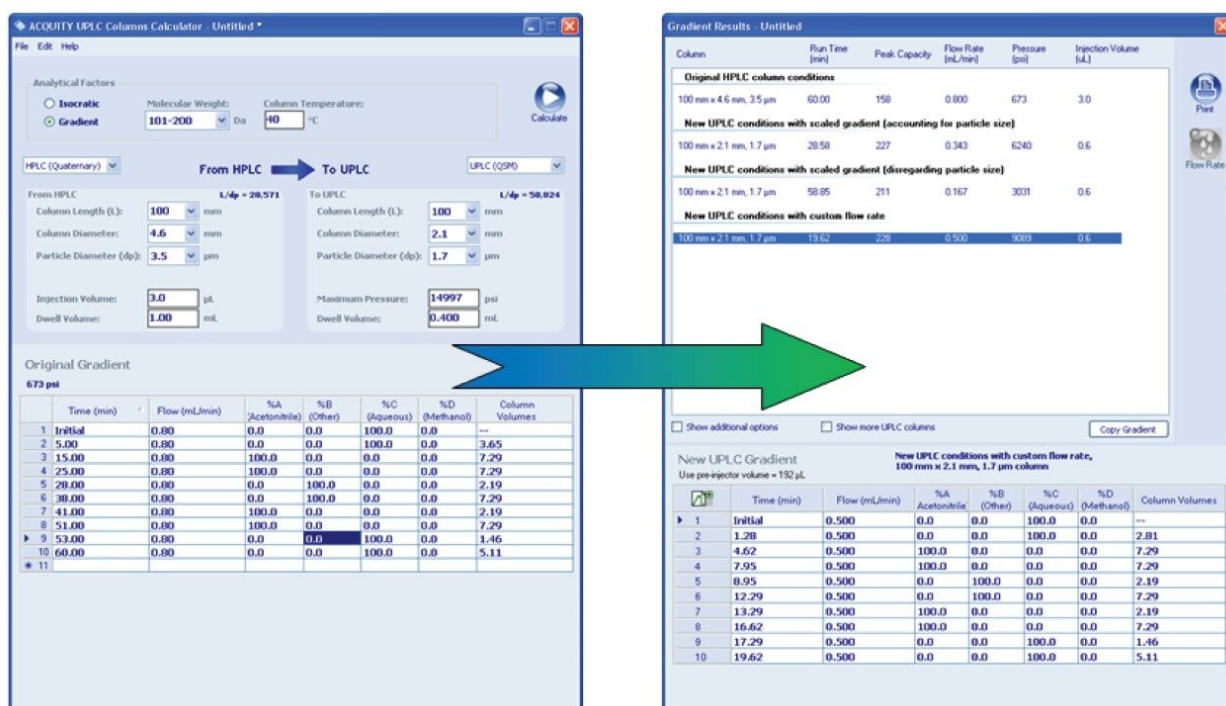 ACQUITY UPLC Columns Calculator - Untitled *
File Edit Help
Analytical Factors
Isocratic Molecular Weight: Column Temperature:
Gradient 101-200 Da 40 °C
Calculate
HPLC (Quaternary) From HPLC To UPLC UPLC (QSM)
From HPLC L/dp = 28,571 To UPLC L/dp = 58,824
Column Length (L): 100 mm Column Length (L): 100 mm
Column Diameter: 4.6 mm Column Diameter: 2.1 mm
Particle Diameter (dp): 3.5 µm Particle Diameter (dp): 1.7 µm
Injection Volume: 3.0 µL Maximum Pressure: 14997 psi
Dwell Volume: 1.00 mL Dwell Volume: 0.400 mL
Original Gradient
673 psi
Time (min) Flow (mL/min) %A (Acetonitrile) %B (Other) %C (Aqueous) %D (Methanol) Column Volumes
1 Initial 0.80 0.0 0.0 100.0 0.0 --
2 5.00 0.80 0.0 0.0 100.0 0.0 3.65
3 15.00 0.80 100.0 0.0 0.0 0.0 7.29
4 25.00 0.80 100.0 0.0 0.0 0.0 7.29
5 28.00 0.80 0.0 100.0 0.0 0.0 2.19
6 38.00 0.80 0.0 100.0 0.0 0.0 7.29
7 41.00 0.80 100.0 0.0 0.0 0.0 2.19
8 51.00 0.80 100.0 0.0 0.0 0.0 7.29
9 53.00 0.80 0.0 0.0 100.0 0.0 1.46
10 60.00 0.80 0.0 0.0 100.0 0.0 5.11
* 11
Gradient Results - Untitled
Column Run Time (min) Peak Capacity Flow Rate (mL/min) Pressure (psi) Injection Volume (uL)
Original HPLC column conditions
100 mm x 4.6 mm, 3.5 µm 60.00 158 0.800 673 3.0
New UPLC conditions with scaled gradient (accounting for particle size)
100 mm x 2.1 mm, 1.7 µm 28.58 227 0.343 6240 0.6
New UPLC conditions with scaled gradient (disregarding particle size)
100 mm x 2.1 mm, 1.7 µm 58.85 211 0.167 3031 0.6
New UPLC conditions with custom flow rate
100 mm x 2.1 mm, 1.7 µm 19.62 228 0.500 9089 0.6
Print
Flow Rate
Show additional options Show more UPLC columns Copy Gradient
New UPLC Gradient
Use pre-injector volume = 192 µL
New UPLC conditions with custom flow rate,
100 mm x 2.1 mm, 1.7 µm column
Time (min) Flow (mL/min) %A Acetonitrile %B (Other) %C (Aqueous) %D (Methanol) Column Volumes
1 Initial 0.500 0.0 0.0 100.0 0.0 --
2 1.28 0.500 0.0 0.0 100.0 0.0 2.81
3 4.62 0.500 100.0 0.0 0.0 0.0 7.29
4 7.95 0.500 100.0 0.0 0.0 0.0 7.29
5 8.95 0.500 0.0 100.0 0.0 0.0 2.19
6 12.29 0.500 0.0 100.0 0.0 0.0 7.29
7 13.29 0.500 100.0 0.0 0.0 0.0 2.19
8 16.62 0.500 100.0 0.0 0.0 0.0 7.29
9 17.29 0.500 0.0 0.0 100.0 0.0 1.46
10 19.62 0.500 0.0 0.0 100.0 0.0 5.11